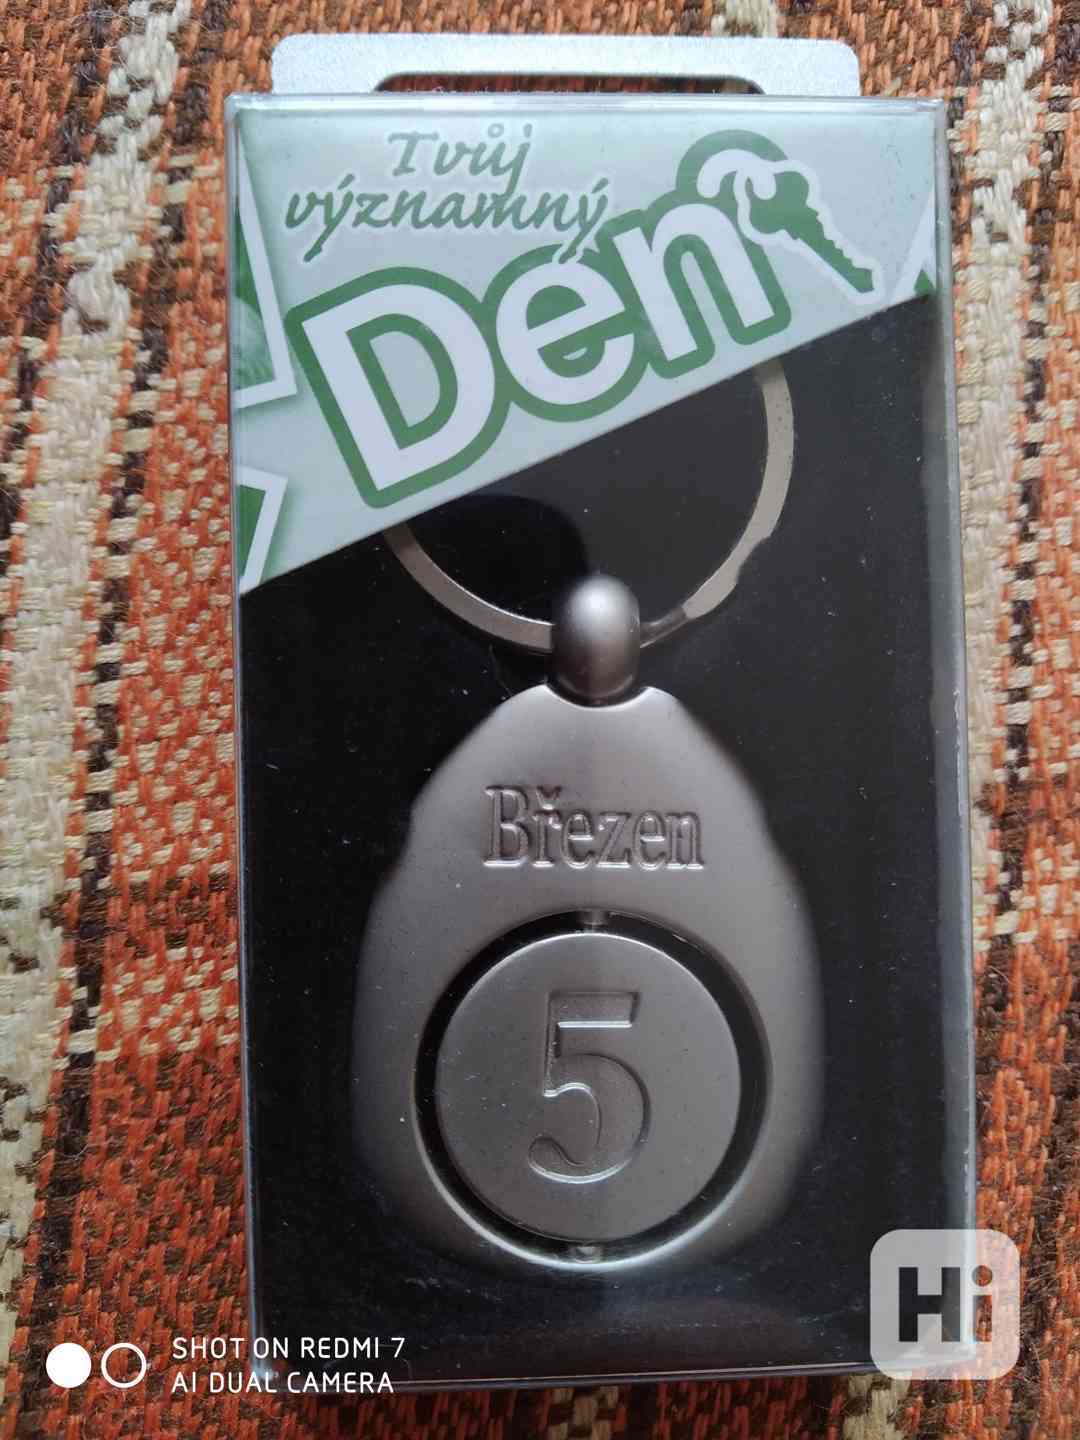 Tvůj
významný
Den
Březen
5
Hi
SHOT ON REDMI 7
AI DUAL CAMERA